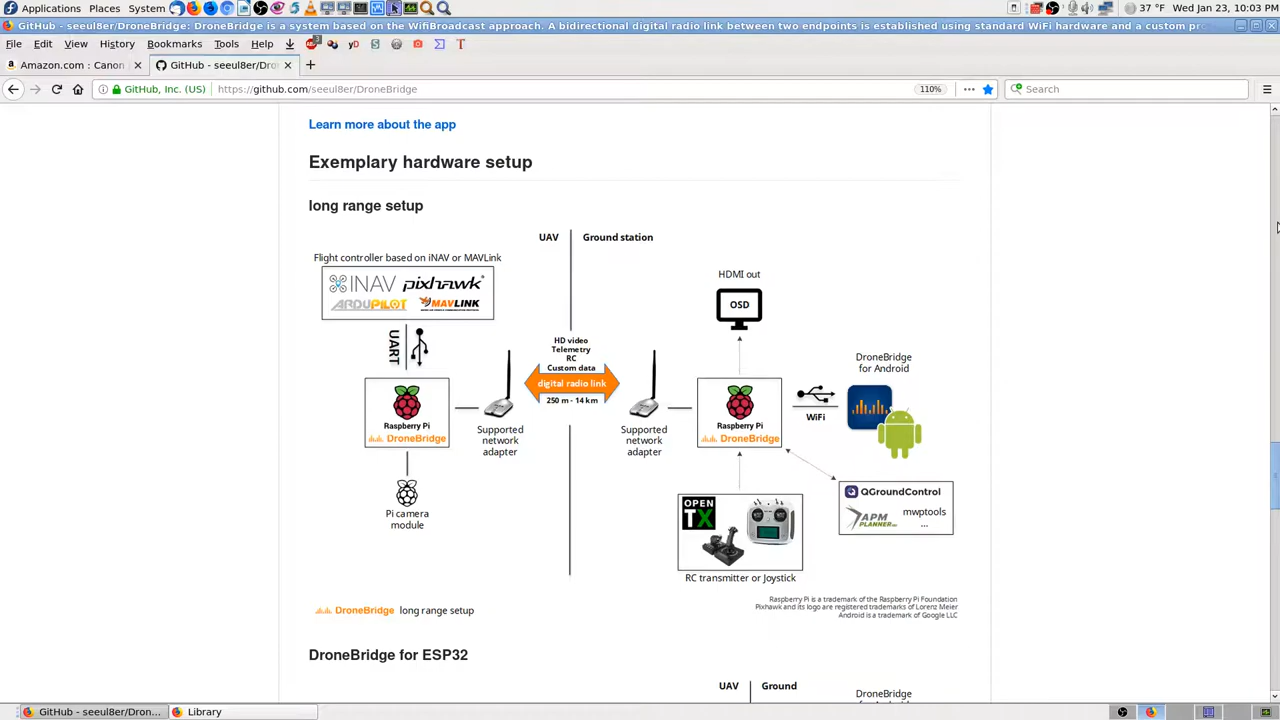 Applications Places System 37 °F Wed Jan 23, 10:03 PM
GitHub - seeul8er/DroneBridge: DroneBridge is a system based on the WifiBroadcast approach. A bidirectional digital radio link between two endpoints is established using standard WiFi hardware and a custom pr
File Edit View History Bookmarks Tools Help
Amazon.com : Canon
GitHub - seeul8er/Dro
GitHub, Inc. (US) https://github.com/seeul8er/DroneBridge 110% Search
Learn more about the app
Exemplary hardware setup
long range setup
UAV Ground station
Flight controller based on iNAV or MAVLink
INAV pixhawk
ARDUPILOT MAVLINK
HDMI out
OSD
UART
HD video
Telemetry
RC
Custom data
digital radio link
250 m - 14 km
DroneBridge
for Android
Raspberry Pi
DroneBridge
Supported
network
adapter
Supported
network
adapter
Raspberry Pi
DroneBridge
WiFi
Pi camera
module
OPEN
TX
QGroundControl
APM
PLANNER
mwptools
...
RC transmitter or Joystick
Raspberry Pi is a trademark of the Raspberry Pi Foundation
Pixhawk and its logo are registered trademarks of Lorenz Meier
Android is a trademark of Google LLC
DroneBridge long range setup
DroneBridge for ESP32
UAV Ground
DroneBridge
GitHub - seeul8er/Dron...
Library